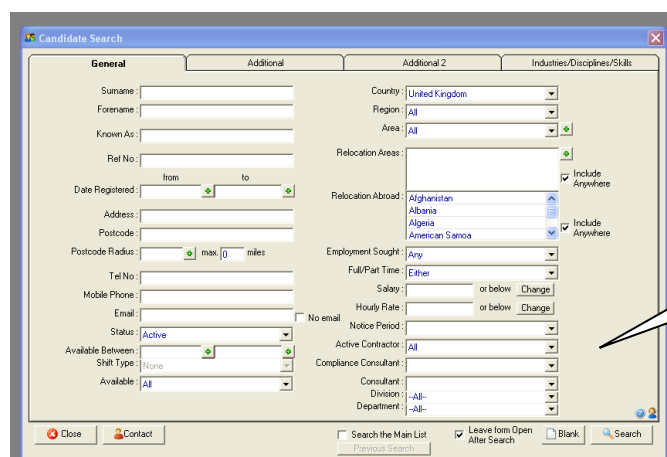 Candidate Search
General Additional Additional 2 Industries/Disciplines/Skills
Surname :
Forename :
Known As :
Ref No :
from to
Date Registered :
Address :
Postcode :
Postcode Radius : max. 0 miles
Tel No :
Mobile Phone :
Email : No email
Status : Active
Available Between :
Shift Type : None
Available : All
Country : United Kingdom
Region : All
Area : All
Relocation Areas :
Include
Anywhere
Relocation Abroad : Afghanistan
Albania
Algeria
American Samoa
Include
Anywhere
Employment Sought : Any
Full/Part Time : Either
Salary : or below Change
Hourly Rate : or below Change
Notice Period :
Active Contractor : All
Compliance Consultant :
Consultant :
Division : --All--
Department : --All--
Close Contact Search the Main List Leave form Open
After Search Blank Search
Previous Search